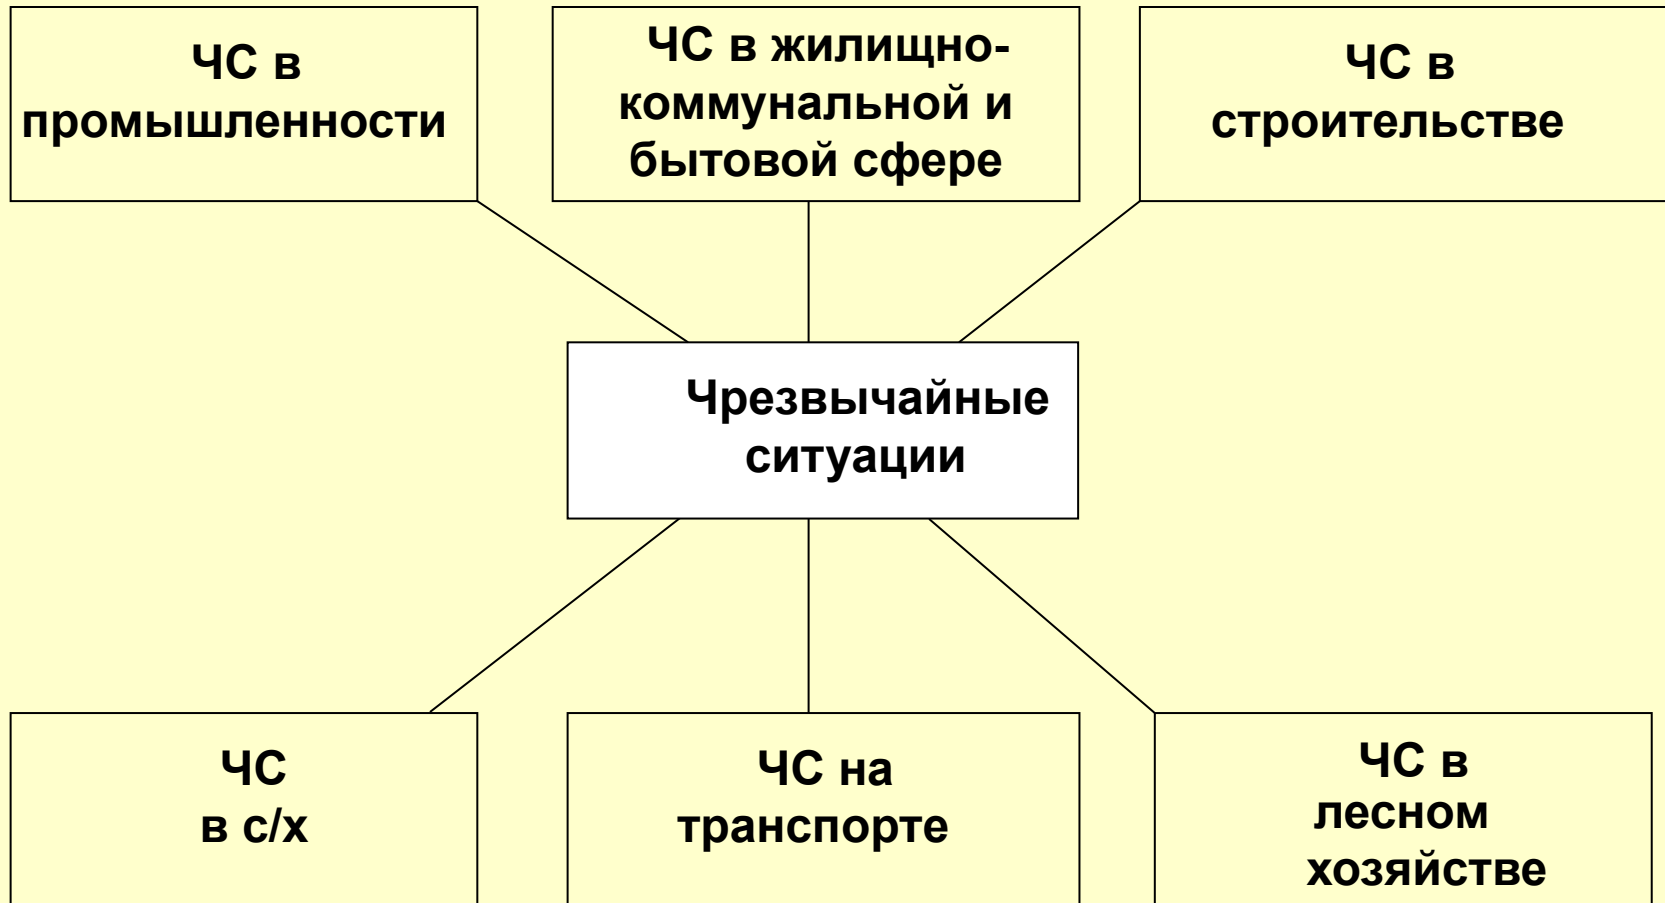 ЧС в
промышленности
ЧС в жилищно-
коммунальной и
бытовой сфере
ЧС в
строительстве
Чрезвычайные
ситуации
ЧС
в с/х
ЧС на
транспорте
ЧС в
лесном
хозяйстве